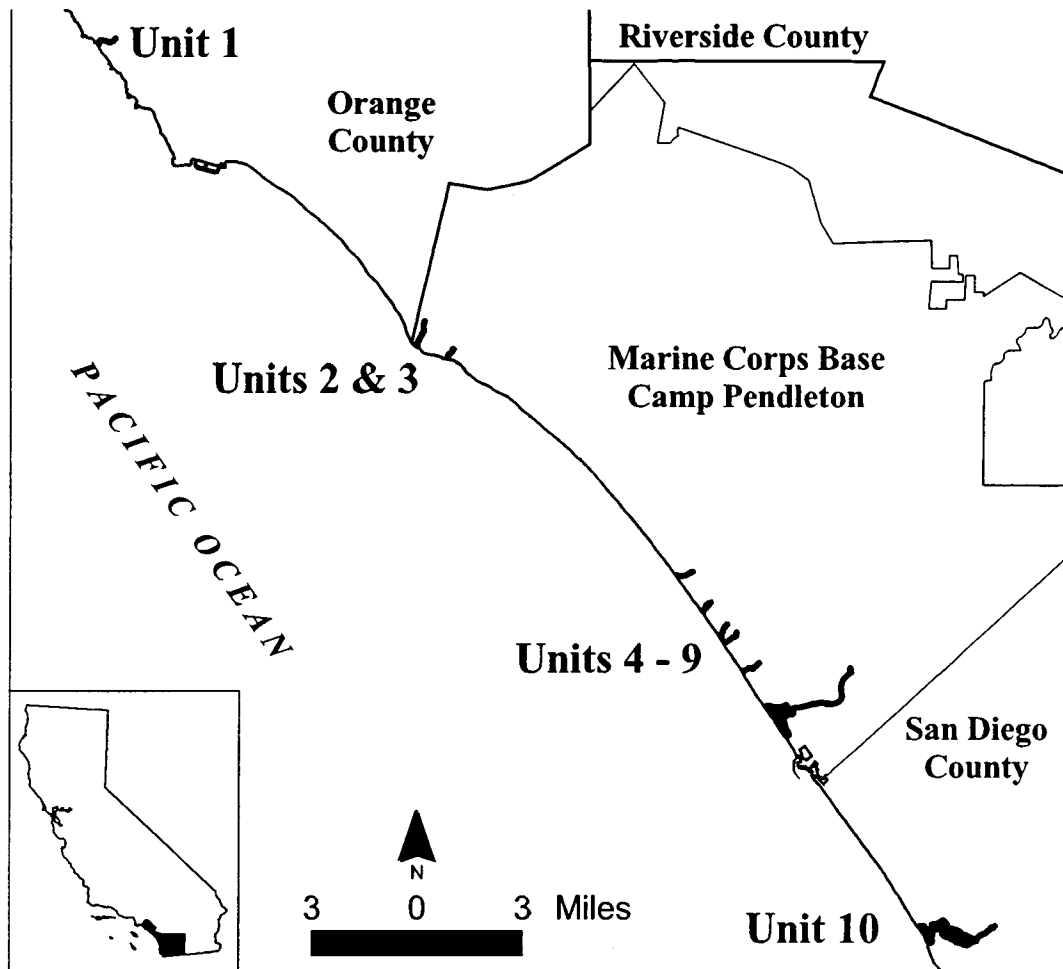 Unit 1
Riverside County
Orange
County
Units 2 & 3
Marine Corps Base
Camp Pendleton
PACIFIC OCEAN
Units 4 - 9
San Diego
County
N
3 0 3 Miles
Unit 10